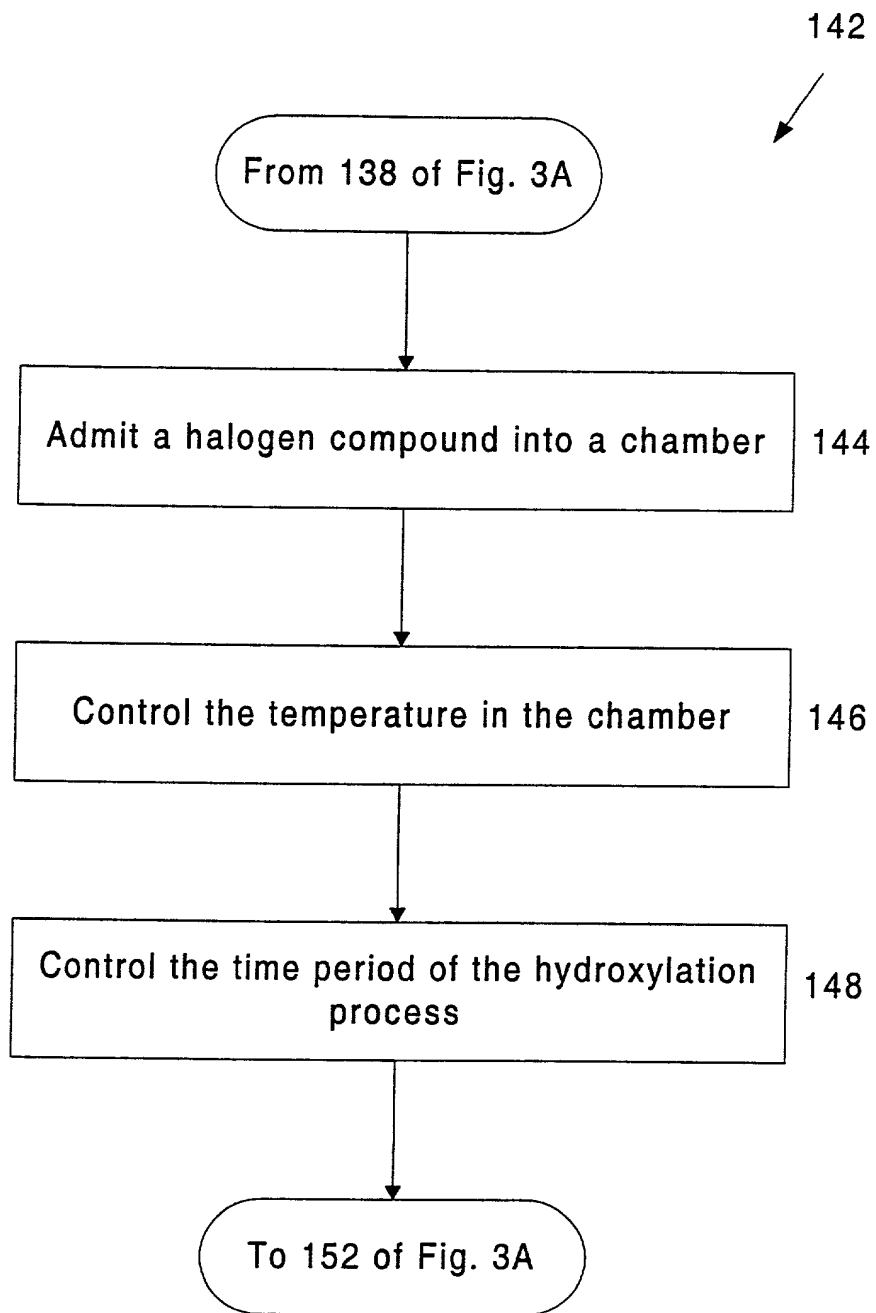 142
From 138 of Fig. 3A
Admit a halogen compound into a chamber
144
Control the temperature in the chamber
146
Control the time period of the hydroxylation
process
148
To 152 of Fig. 3A